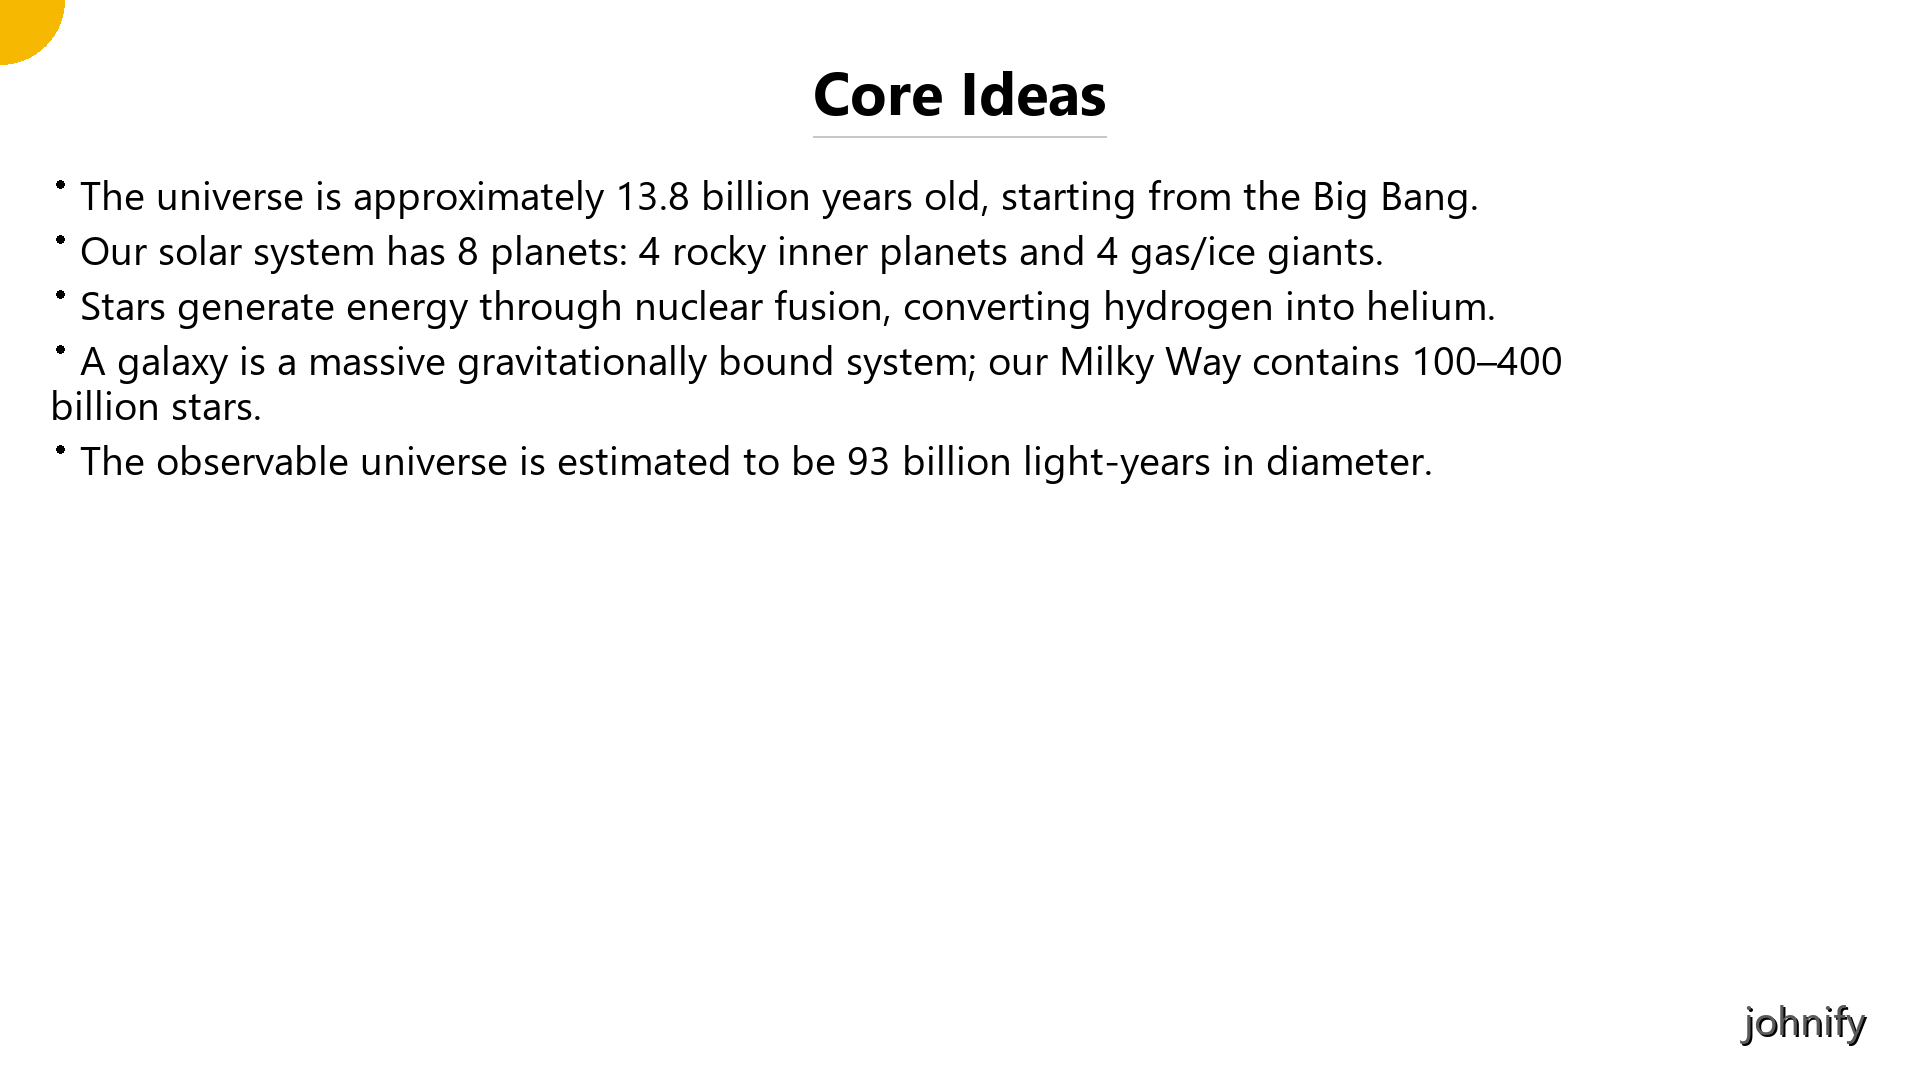 Core Ideas
• The universe is approximately 13.8 billion years old, starting from the Big Bang.
• Our solar system has 8 planets: 4 rocky inner planets and 4 gas/ice giants.
• Stars generate energy through nuclear fusion, converting hydrogen into helium.
• A galaxy is a massive gravitationally bound system; our Milky Way contains 100–400
billion stars.
• The observable universe is estimated to be 93 billion light-years in diameter.
johnify